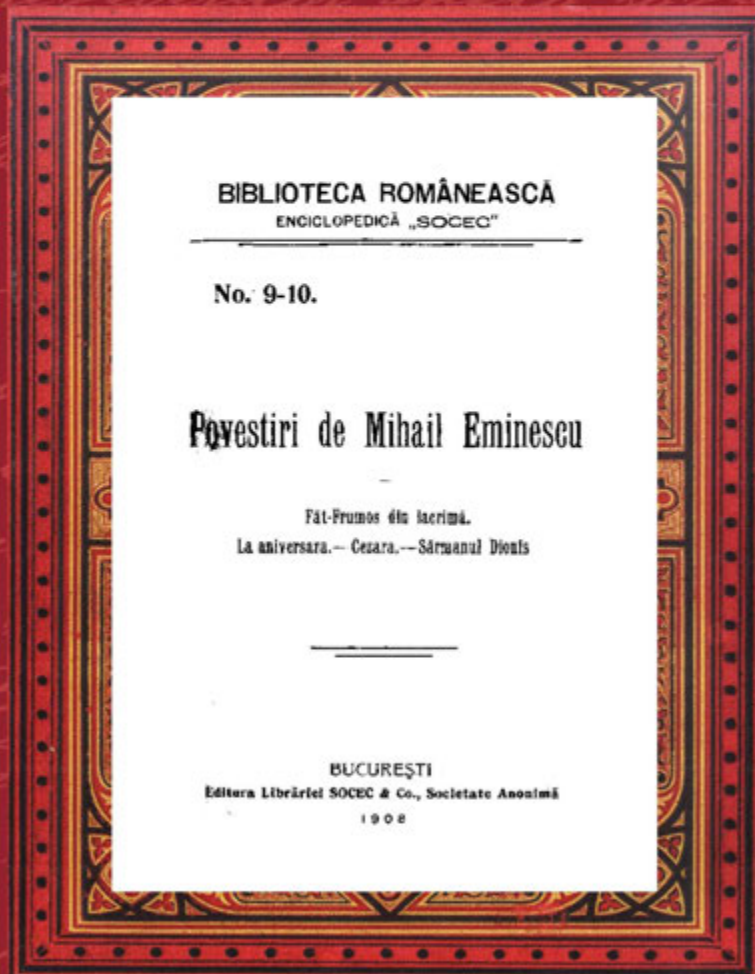 BIBLIOTECA ROMÂNEASCĂ
ENCICLOPEDICĂ „SOCEC"
No. 9-10.
Povestiri de Mihail Eminescu
Făt-Frumos din lacrimă.
La aniversara.— Cezara.—Sărmanul Dionis
BUCUREŞTI
Editura Librăriei SOCEC & Co., Societate Anonimă
1908